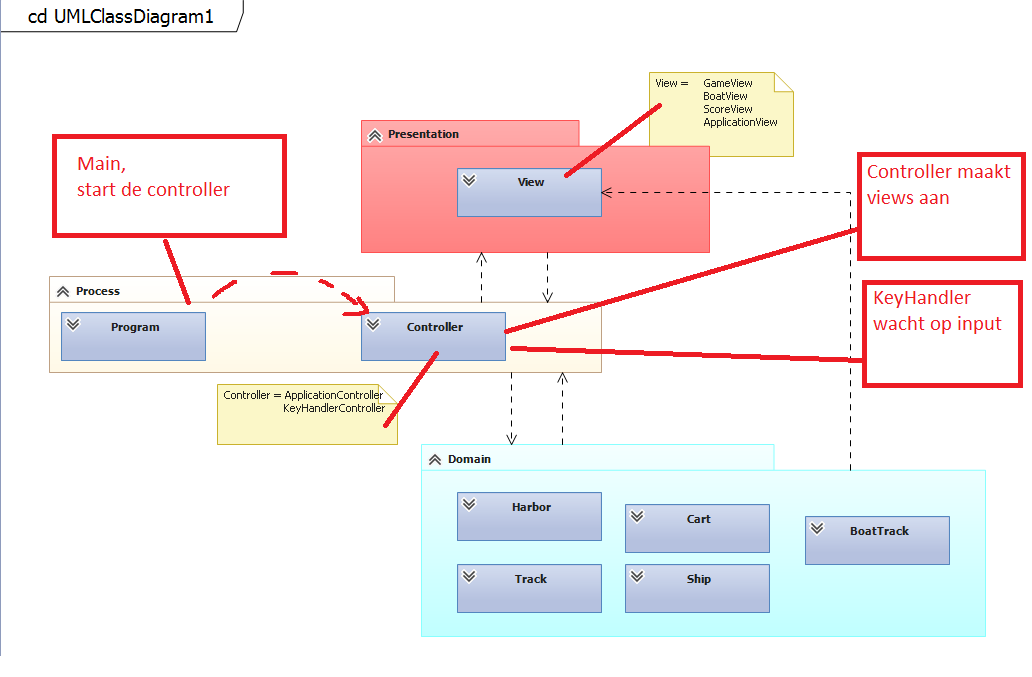 cd UMLClassDiagram1
View = GameView
BoatView
ScoreView
ApplicationView
Presentation
View
Main,
start de controller
Controller maakt
views aan
Process
Program
Controller
KeyHandler
wacht op input
Controller = ApplicationController
KeyHandlerController
Domain
Harbor
Cart
BoatTrack
Track
Ship